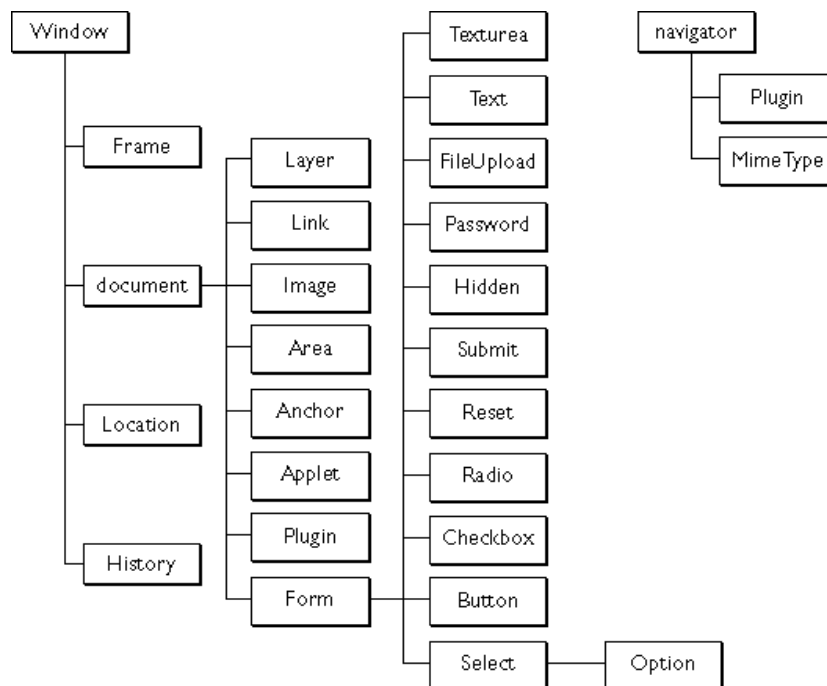 Window
Frame
document
Location
History
Layer
Link
Image
Area
Anchor
Applet
Plugin
Form
Texturea
Text
FileUpload
Password
Hidden
Submit
Reset
Radio
Checkbox
Button
Select
Option
navigator
Plugin
MimeType